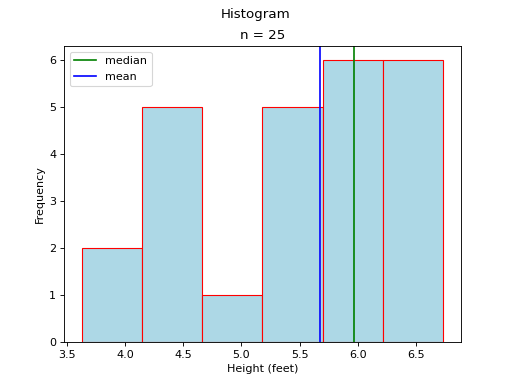 Histogram
n = 25
median
mean
6
5
4
3
2
1
0
Frequency
3.5 4.0 4.5 5.0 5.5 6.0 6.5
Height (feet)